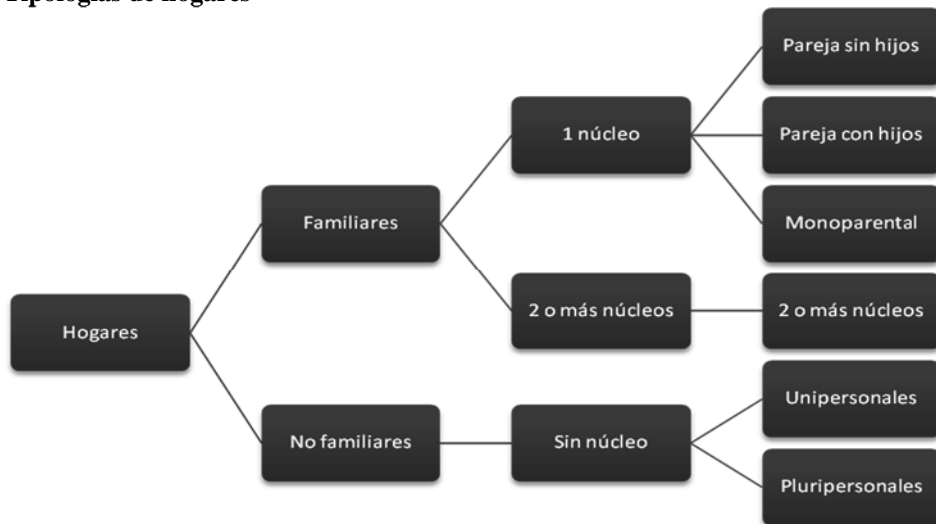 Tipologías de hogares
Pareja sin hijos
1 núcleo
Pareja con hijos
Familiares
Monoparental
Hogares
2 o más núcleos
2 o más núcleos
No familiares
Sin núcleo
Unipersonales
Pluripersonales